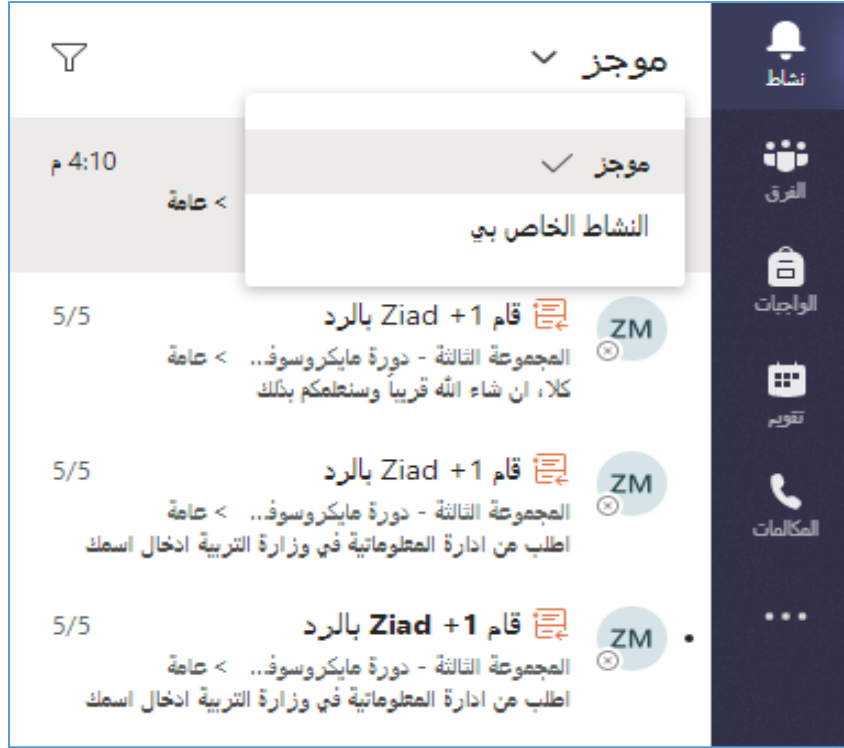 نشاط
الفرق
الواجبات
تقويم
المكالمات
موجز
موجز
النشاط الخاص بي
4:10 م
> عامة
ZM
قام Ziad +1 بالرد
5/5
المجموعة الثالثة - دورة مايكروسوفـ... > عامة
كلا، ان شاء الله قريباً وسنعلمكم بذلك
ZM
قام Ziad +1 بالرد
5/5
المجموعة الثالثة - دورة مايكروسوفـ... > عامة
اطلب من ادارة المعلوماتية في وزارة التربية ادخال اسمك
ZM
قام Ziad +1 بالرد
5/5
المجموعة الثالثة - دورة مايكروسوفـ... > عامة
اطلب من ادارة المعلوماتية في وزارة التربية ادخال اسمك